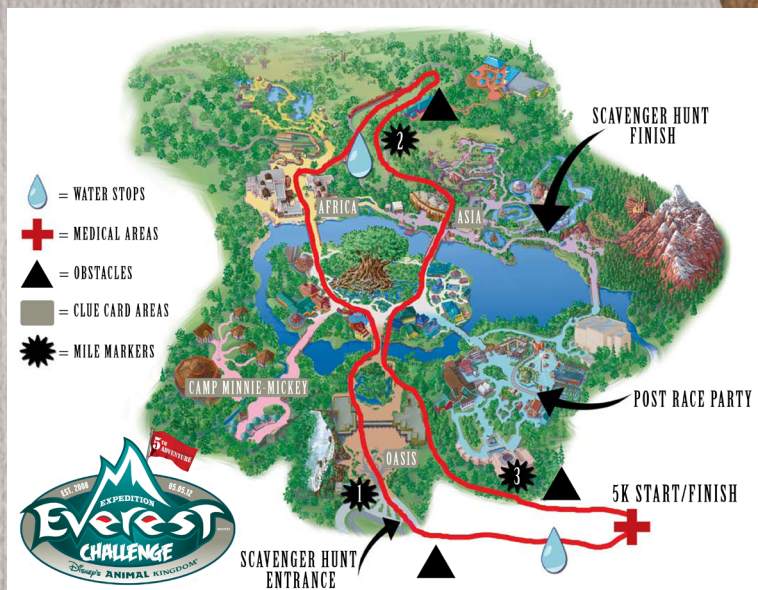 SCAVENGER HUNT
FINISH
2
= WATER STOPS
AFRICA
ASIA
= MEDICAL AREAS
= OBSTACLES
= CLUE CARD AREAS
= MILE MARKERS
CAMP MINNIE-MICKEY
POST RACE PARTY
5TH
ADVENTURE
OASIS
3
1
5K START/FINISH
EST. 2008
05.05.12
EXPEDITION
EVEREST
CHALLENGE
Disney's ANIMAL KINGDOM
SCAVENGER HUNT
ENTRANCE